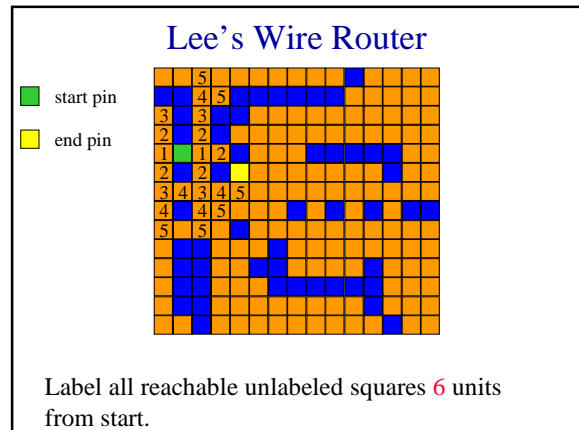 Lee's Wire Router
start pin
end pin
5
4 5
3 3
2 2
1 1 2
2 2
3 4 3 4 5
4 4 5
5 5
Label all reachable unlabeled squares 6 units
from start.